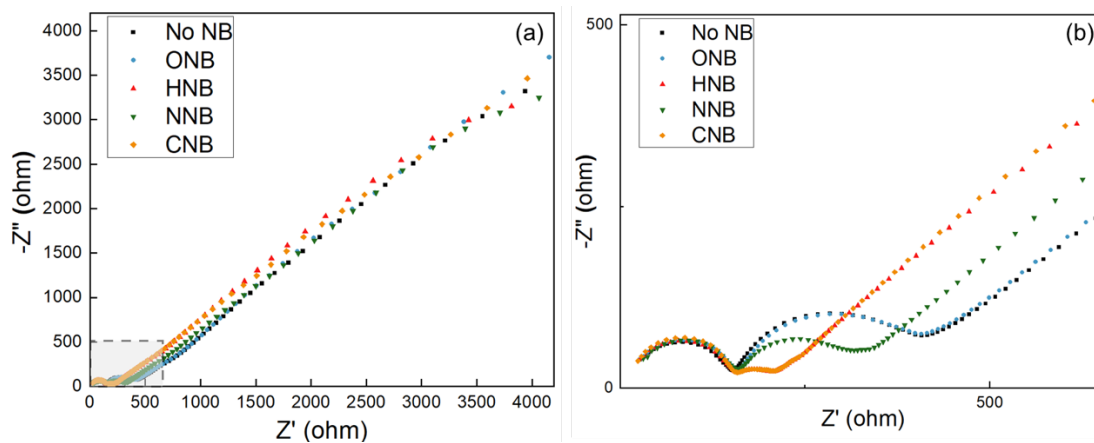 (a)
No NB
ONB
HNB
NNB
CNB
-Z" (ohm)
4000
3500
3000
2500
2000
1500
1000
500
0
0 500 1000 1500 2000 2500 3000 3500 4000
Z' (ohm)
(b)
No NB
ONB
HNB
NNB
CNB
-Z" (ohm)
500
0
500
Z' (ohm)